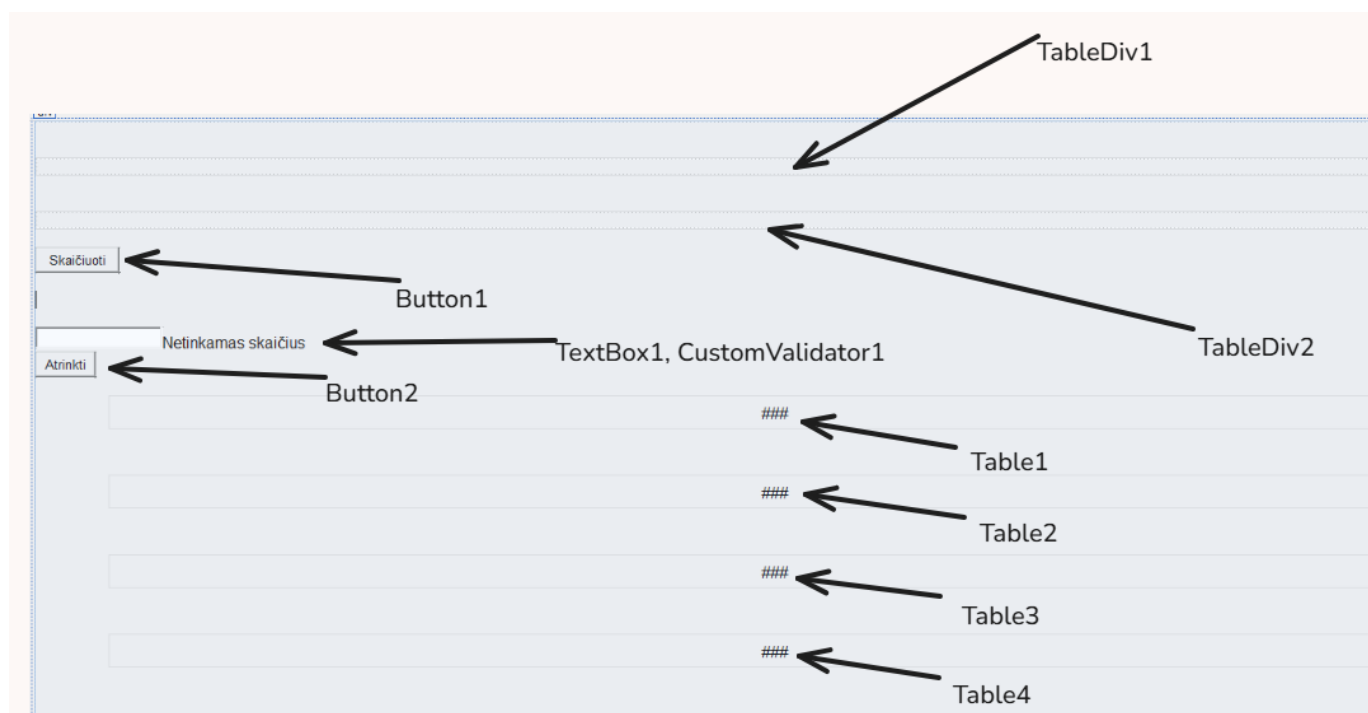 TableDiv1
Skaičiuoti
Button1
TableDiv2
Netinkamas skaičius
TextBox1, CustomValidator1
Atrinkti
Button2
###
Table1
###
Table2
###
Table3
###
Table4